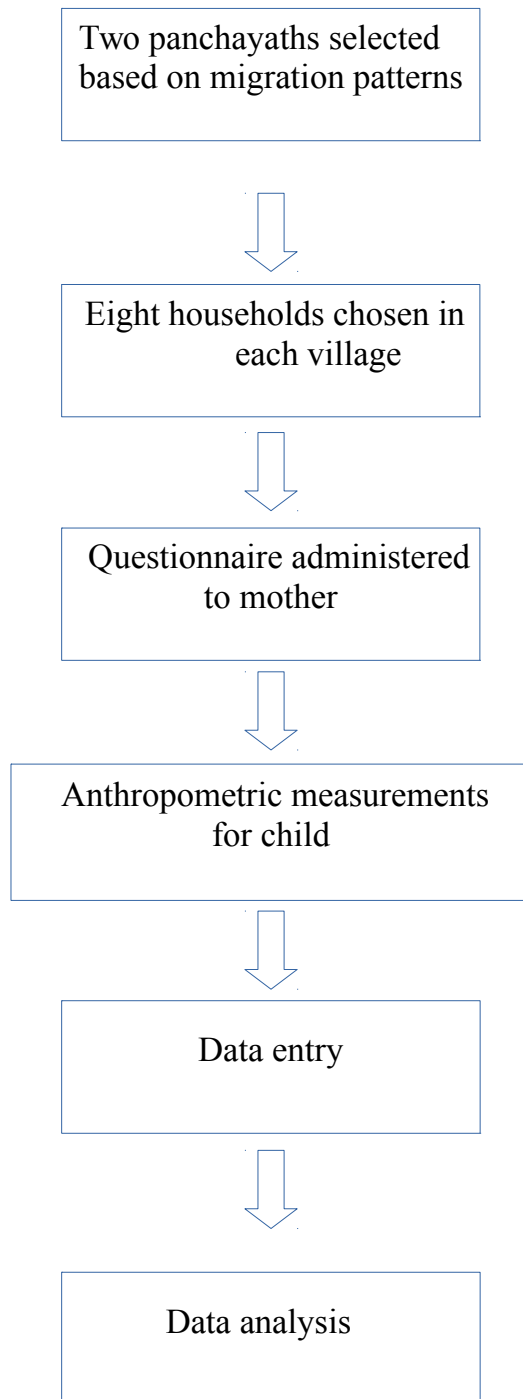 Two panchayaths selected
based on migration patterns
Eight households chosen in
each village
Questionnaire administered
to mother
Anthropometric measurements
for child
Data entry
Data analysis